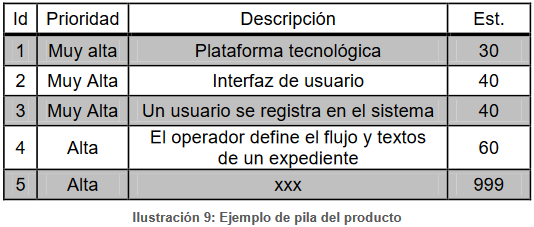 Id Prioridad Descripción Est.
1 Muy alta Plataforma tecnológica 30
2 Muy Alta Interfaz de usuario 40
3 Muy Alta Un usuario se registra en el sistema 40
4 Alta El operador define el flujo y textos
de un expediente 60
5 Alta xxx 999
Ilustración 9: Ejemplo de pila del producto